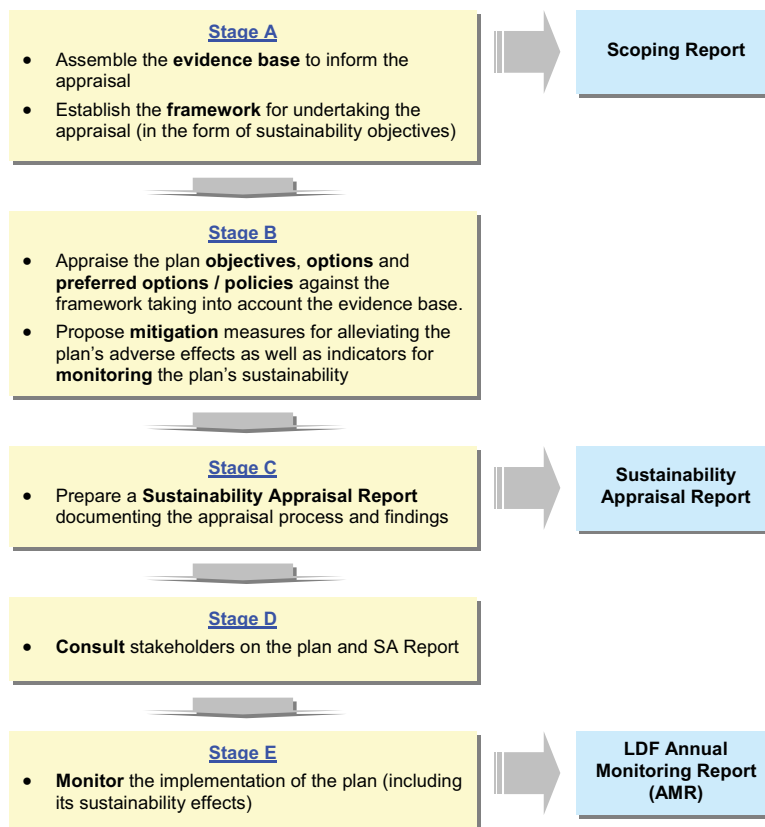 Stage A
• Assemble the evidence base to inform the
appraisal
• Establish the framework for undertaking the
appraisal (in the form of sustainability objectives)
Scoping Report
Stage B
• Appraise the plan objectives, options and
preferred options / policies against the
framework taking into account the evidence base.
• Propose mitigation measures for alleviating the
plan's adverse effects as well as indicators for
monitoring the plan's sustainability
Stage C
• Prepare a Sustainability Appraisal Report
documenting the appraisal process and findings
Sustainability
Appraisal Report
Stage D
• Consult stakeholders on the plan and SA Report
Stage E
• Monitor the implementation of the plan (including
its sustainability effects)
LDF Annual
Monitoring Report
(AMR)